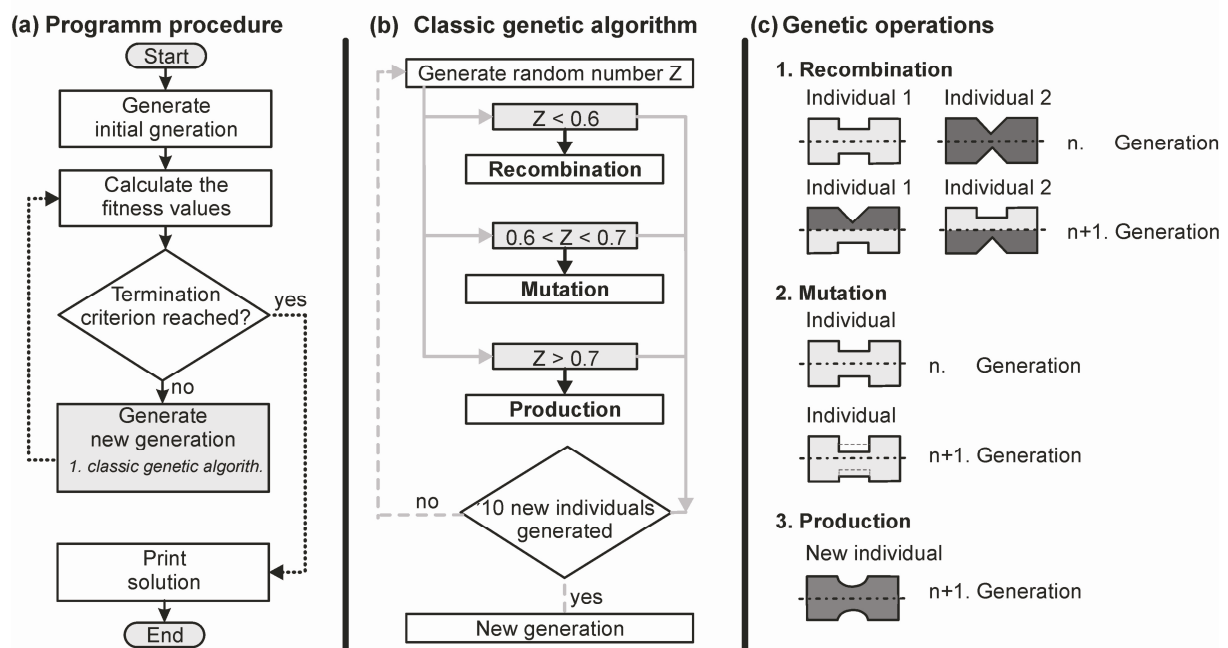 (a) Programm procedure
Start
Generate
initial gneration
Calculate the
fitness values
Termination
criterion reached?
yes
no
Generate
new generation
1. classic genetic algorith.
Print
solution
End
(b) Classic genetic algorithm
Generate random number Z
Z < 0.6
Recombination
0.6 < Z < 0.7
Mutation
Z > 0.7
Production
10 new individuals
generated
no
yes
New generation
(c) Genetic operations
1. Recombination
Individual 1 Individual 2
n. Generation
Individual 1 Individual 2
n+1. Generation
2. Mutation
Individual
n. Generation
Individual
n+1. Generation
3. Production
New individual
n+1. Generation